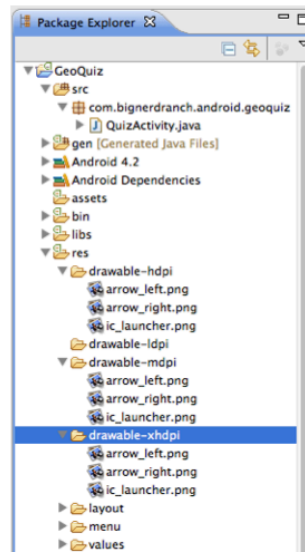 Package Explorer
GeoQuiz
src
com.bignerdranch.android.geoquiz
QuizActivity.java
gen [Generated Java Files]
Android 4.2
Android Dependencies
assets
bin
libs
res
drawable-hdpi
arrow_left.png
arrow_right.png
ic_launcher.png
drawable-ldpi
drawable-mdpi
arrow_left.png
arrow_right.png
ic_launcher.png
drawable-xhdpi
arrow_left.png
arrow_right.png
ic_launcher.png
layout
menu
values